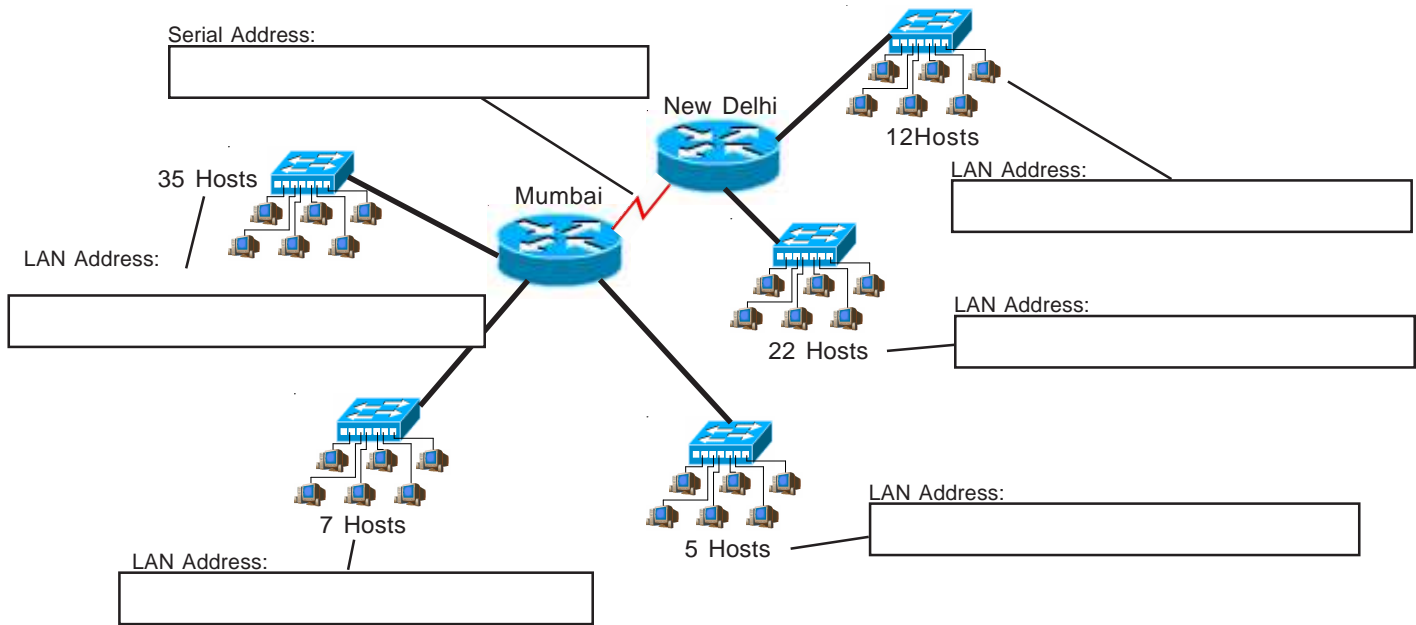 Serial Address:
New Delhi
12Hosts
LAN Address:
35 Hosts
Mumbai
LAN Address:
LAN Address:
22 Hosts
LAN Address:
7 Hosts
5 Hosts
LAN Address: